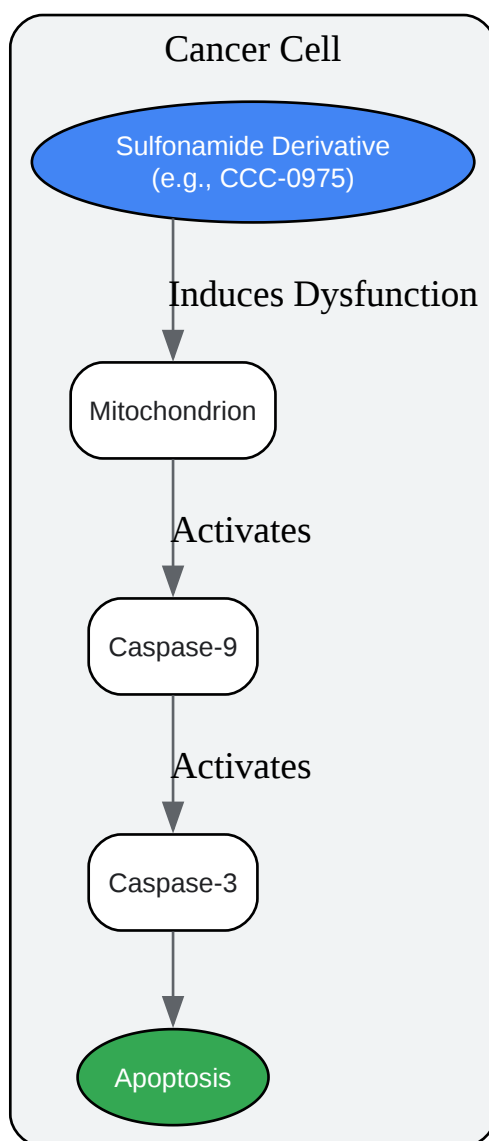 Cancer Cell
Sulfonamide Derivative
(e.g., CCC-0975)
Induces Dysfunction
Mitochondrion
Activates
Caspase-9
Activates
Caspase-3
Apoptosis